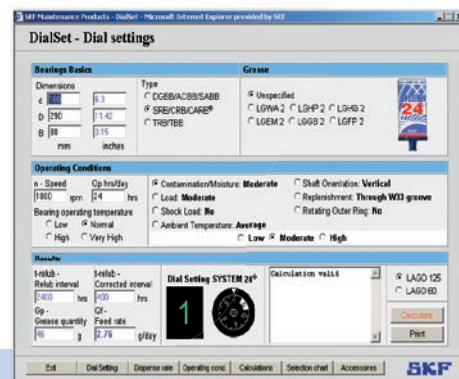 SKF Maintenance Products - DialSet - Microsoft Internet Explorer provided by SKF
DialSet - Dial settings
Bearings Basics
Grease
Dimensions
d
6.3
D 290 11.42
B 80 3.15
mm inches
Type
DGBB/ACBB/SABB
SRB/CRB/CARB®
TRB/TBB
Unspecified
LGWA 2 LGHP 2 LGHB 2
LGEM 2 LGGB 2 LGFP 2
24
Operating Conditions
n - Speed Op hrs/day
1800 rpm 24 hrs
Bearing operating temperature
Low Normal
High Very High
Contamination/Moisture: Moderate
Load: Moderate
Shock Load: No
Ambient Temperature: Average
Shaft Orientation: Vertical
Replenishment: Through W33 groove
Rotating Outer Ring: No
Low Moderate High
Results
t-relub - Relub interval
2400 hrs
t-relub - Corrected interval
400 hrs
Gp - Grease quantity
46 g
Qf - Feed rate
2.76 g/day
Dial Setting SYSTEM 24®
1
Calculation valid
LAGD 125
LAGD 60
Calculate
Print
Exit Dial Setting Dispense rate Operating cond. Calculations Selection chart Accessories SKF